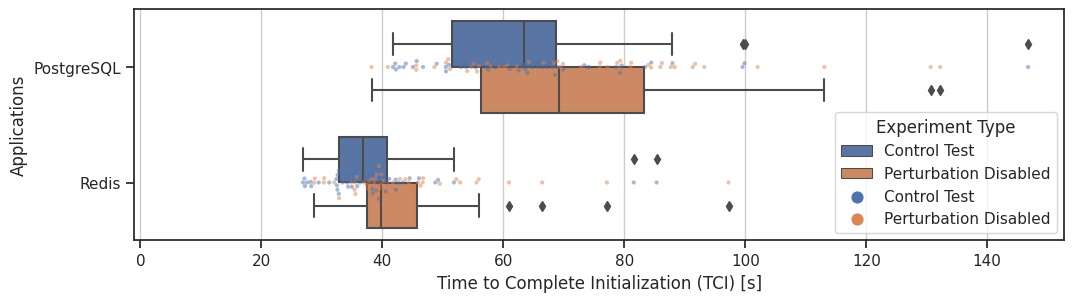 Applications
PostgreSQL
Redis
Experiment Type
Control Test
Perturbation Disabled
Control Test
Perturbation Disabled
0 20 40 60 80 100 120 140
Time to Complete Initialization (TCI) [s]